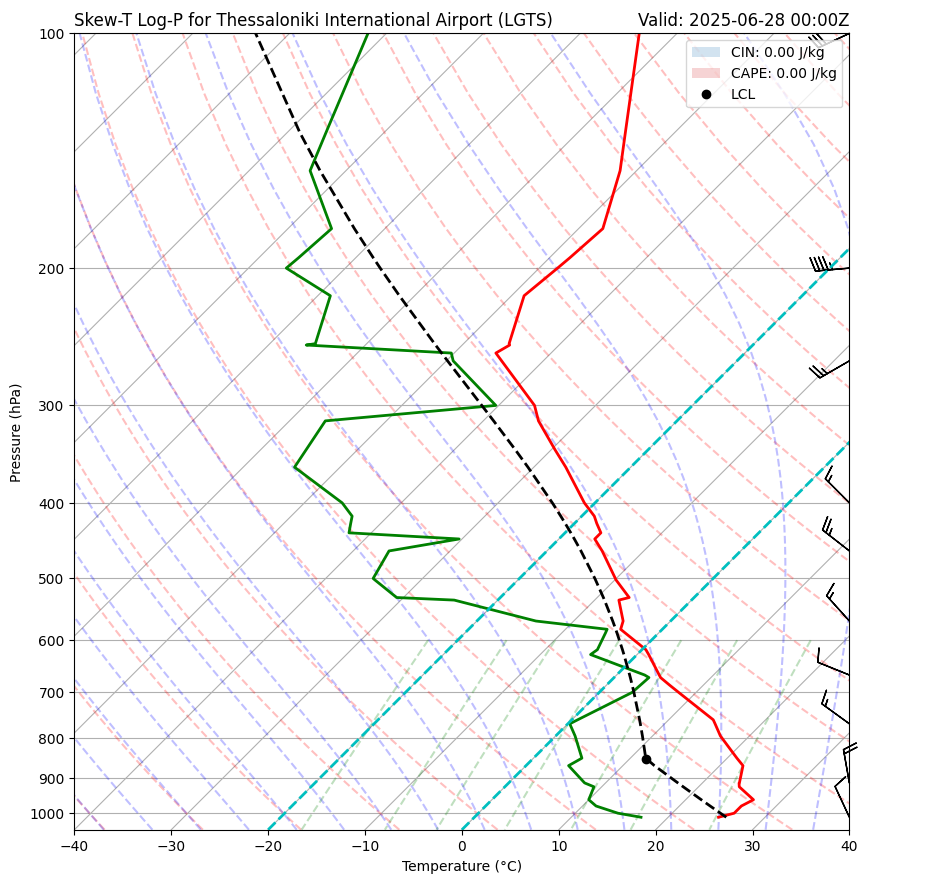 Skew-T Log-P for Thessaloniki International Airport (LGTS) Valid: 2025-06-28 00:00Z
CIN: 0.00 J/kg
CAPE: 0.00 J/kg
LCL
100
200
300
400
500
600
700
800
900
1000
Pressure (hPa)
−40 −30 −20 −10 0 10 20 30 40
Temperature (°C)